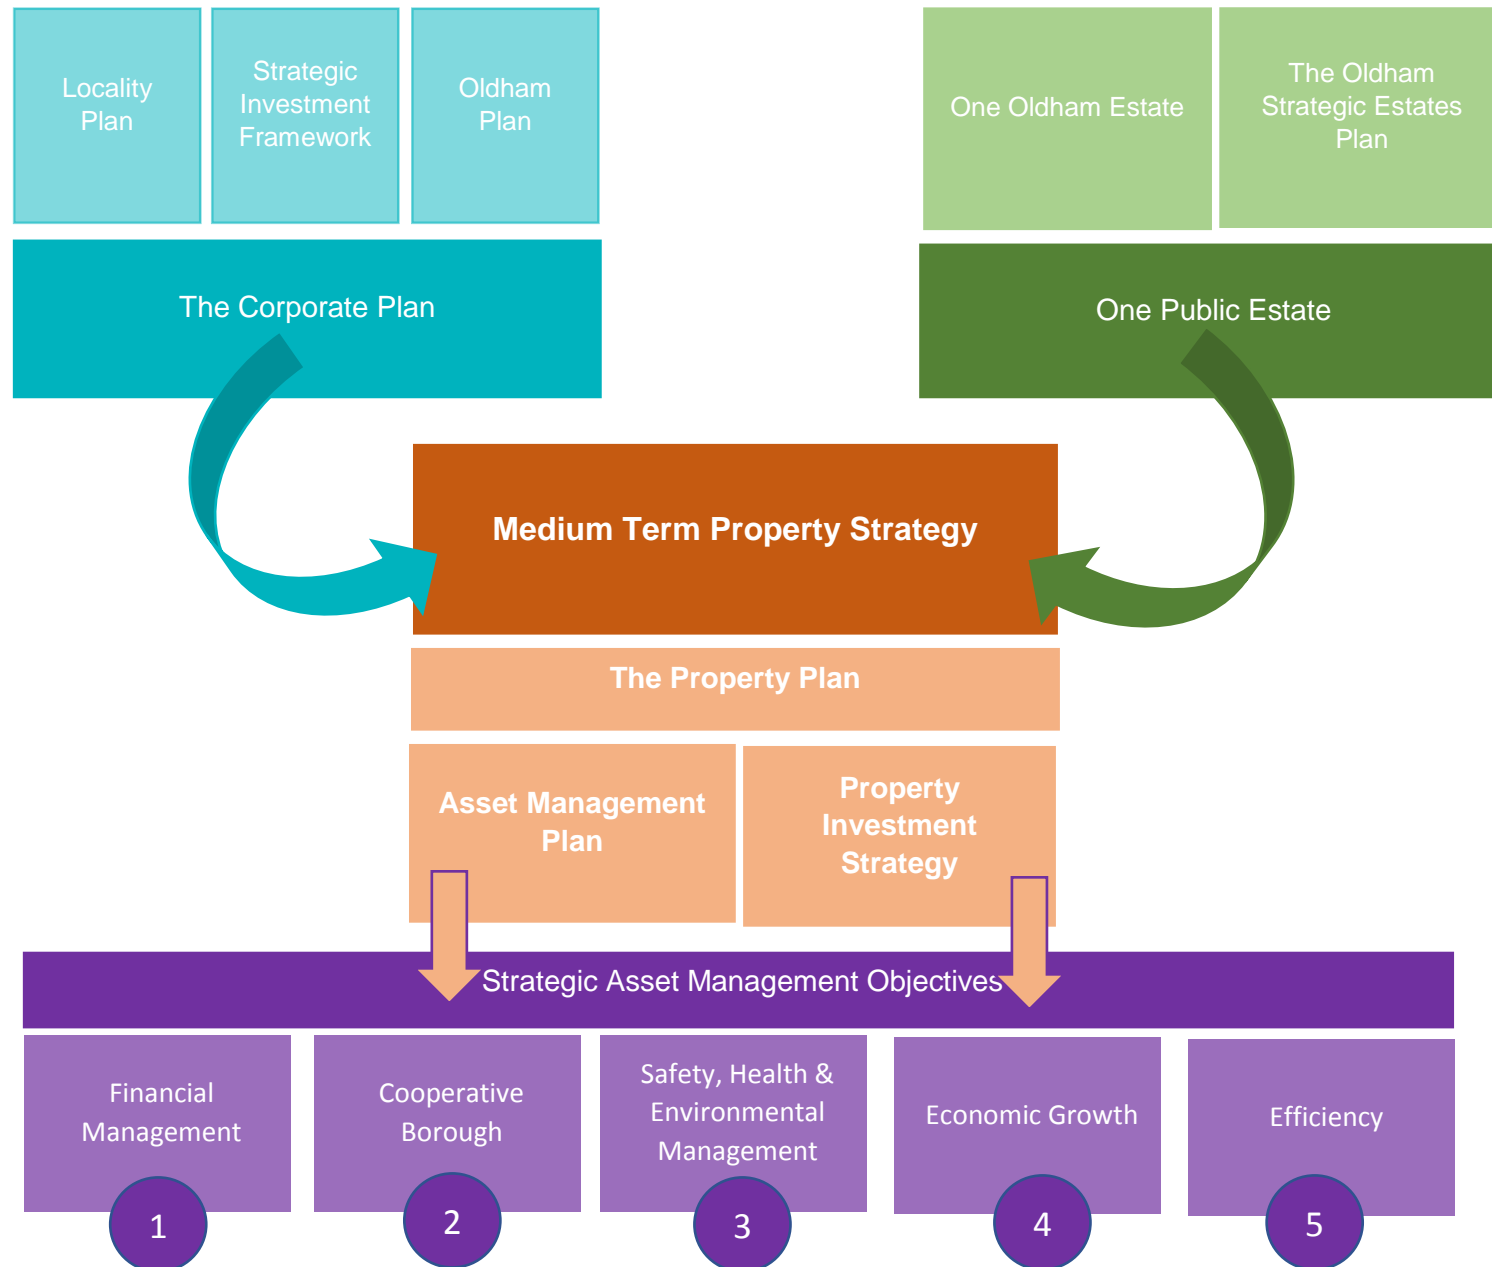 Locality
Plan
Strategic
Investment
Framework
Oldham
Plan
One Oldham Estate
The Oldham
Strategic Estates
Plan
The Corporate Plan
One Public Estate
Medium Term Property Strategy
The Property Plan
Asset Management
Plan
Property
Investment
Strategy
Strategic Asset Management Objectives
Financial
Management
Cooperative
Borough
Safety, Health &
Environmental
Management
Economic Growth
Efficiency
1
2
3
4
5